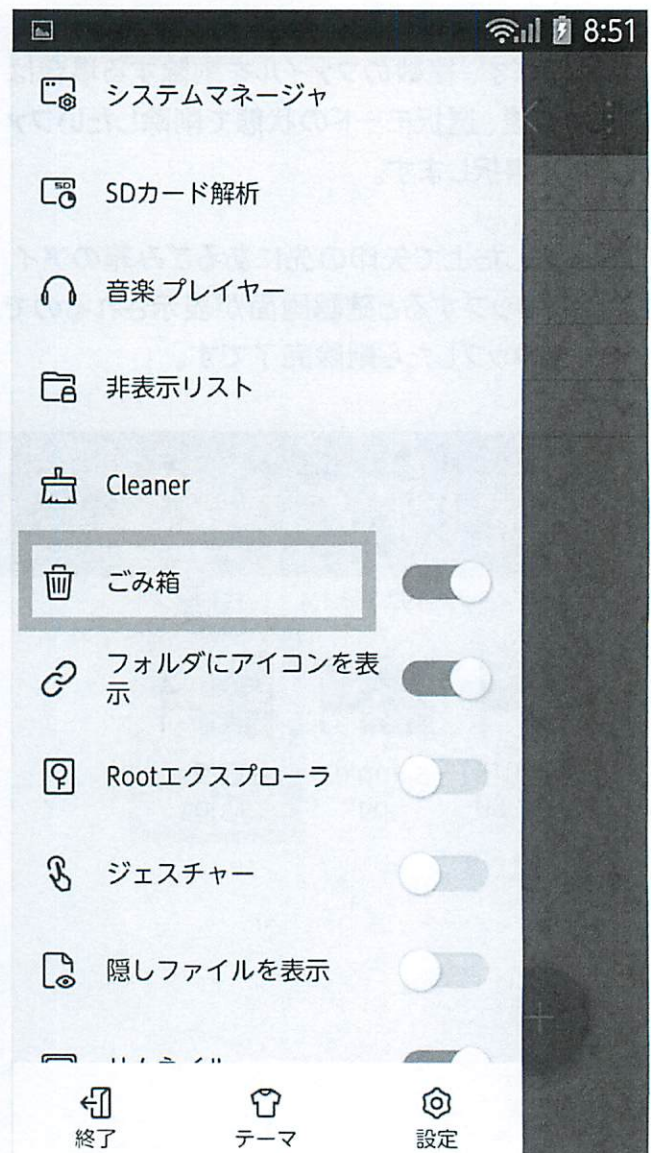 8:51
システムマネージャ
SD
SDカード解析
音楽 プレイヤー
非表示リスト
Cleaner
ごみ箱
フォルダにアイコンを表
示
Rootエクスプローラ
ジェスチャー
隠しファイルを表示
終了
テーマ
設定